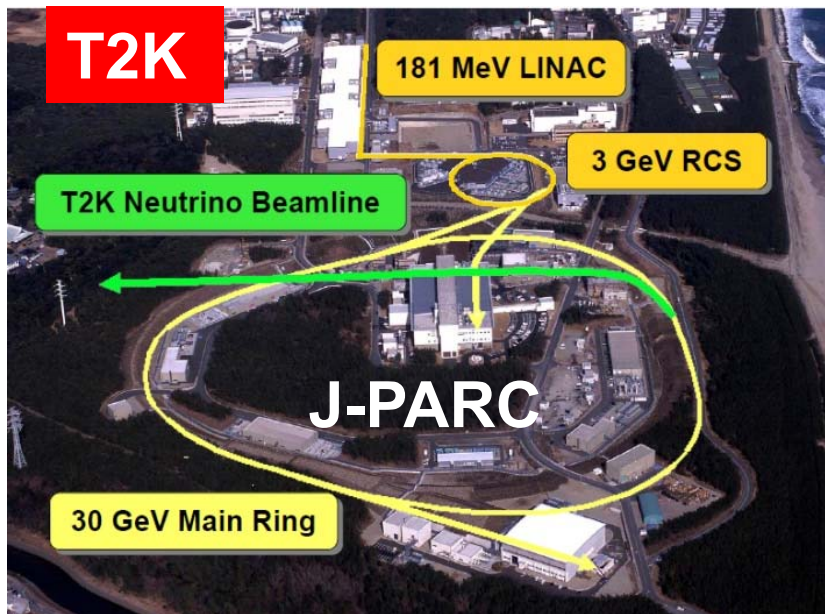 T2K
181 MeV LINAC
3 GeV RCS
T2K Neutrino Beamline
J-PARC
30 GeV Main Ring